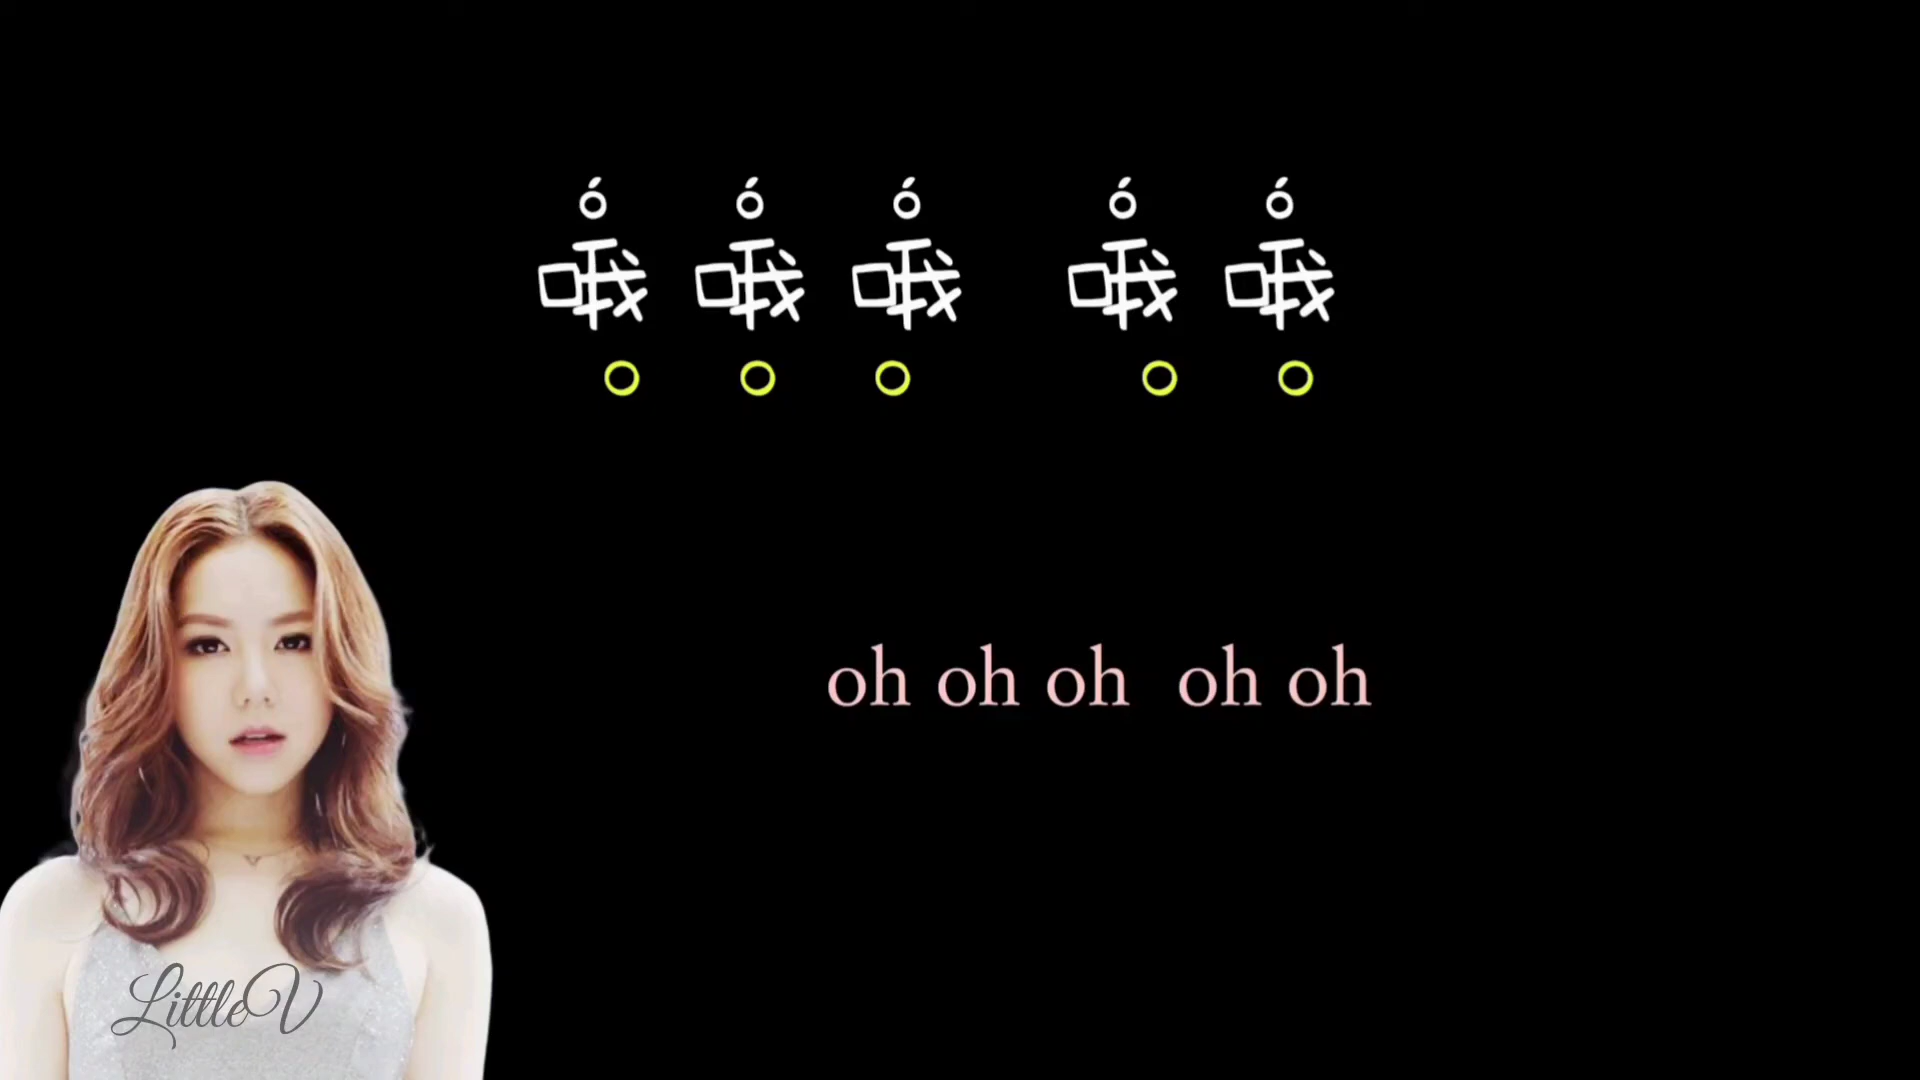 ó ó ó ó ó
哦 哦 哦 哦 哦
o o o o o
oh oh oh oh oh
LittleV